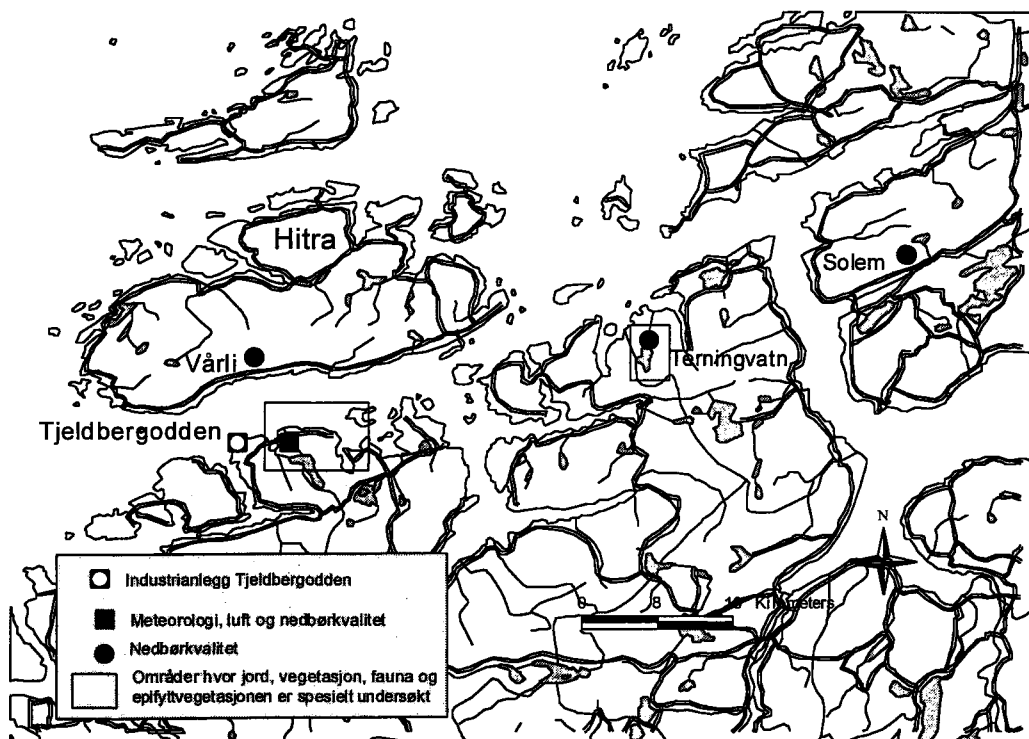 Hitra
Solem
Vårli
Terningvatn
Tjeldbergodden
N
0 8 16 Kilometers
Industrianlegg Tjeldbergodden
Meteorologi, luft og nedbørkvalitet
Nedbørkvalitet
Områder hvor jord, vegetasjon, fauna og
epifyttvegetasjonen er spesielt undersøkt